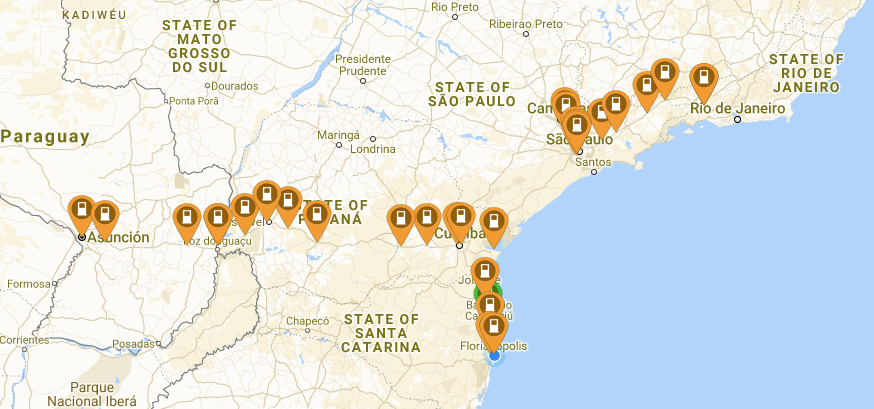 KADIWÉU
STATE OF
MATO
GROSSO
DO SUL
Rio Preto
Ribeirao Preto
STATE OF
RIO DE
JANEIRO
Presidente
Prudente
Dourados
STATE OF
SÃO PAULO
Ponta Porã
Rio de Janeiro
Paraguay
Maringá
Londrina
Santos
STATE OF
PARANÁ
Asunción
Formosa
STATE OF
SANTA
CATARINA
Chapecó
Corrientes
Posadas
Parque
Nacional Iberá